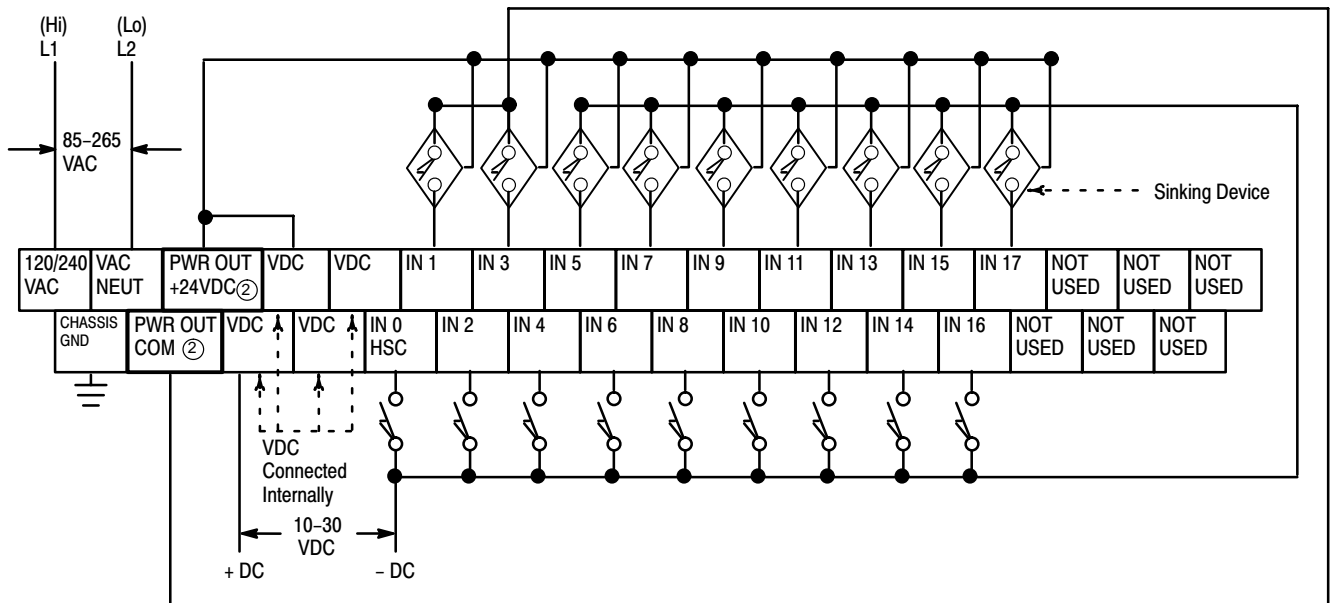 (Hi)
L1
(Lo)
L2
85–265
VAC
Sinking Device
120/240
VAC
VAC
NEUT
PWR OUT
+24VDC②
VDC
VDC
IN 1
IN 3
IN 5
IN 7
IN 9
IN 11
IN 13
IN 15
IN 17
NOT
USED
NOT
USED
NOT
USED
CHASSIS
GND
PWR OUT
COM ②
VDC
VDC
IN 0
HSC
IN 2
IN 4
IN 6
IN 8
IN 10
IN 12
IN 14
IN 16
NOT
USED
NOT
USED
NOT
USED
VDC
Connected
Internally
10–30
VDC
+ DC
– DC